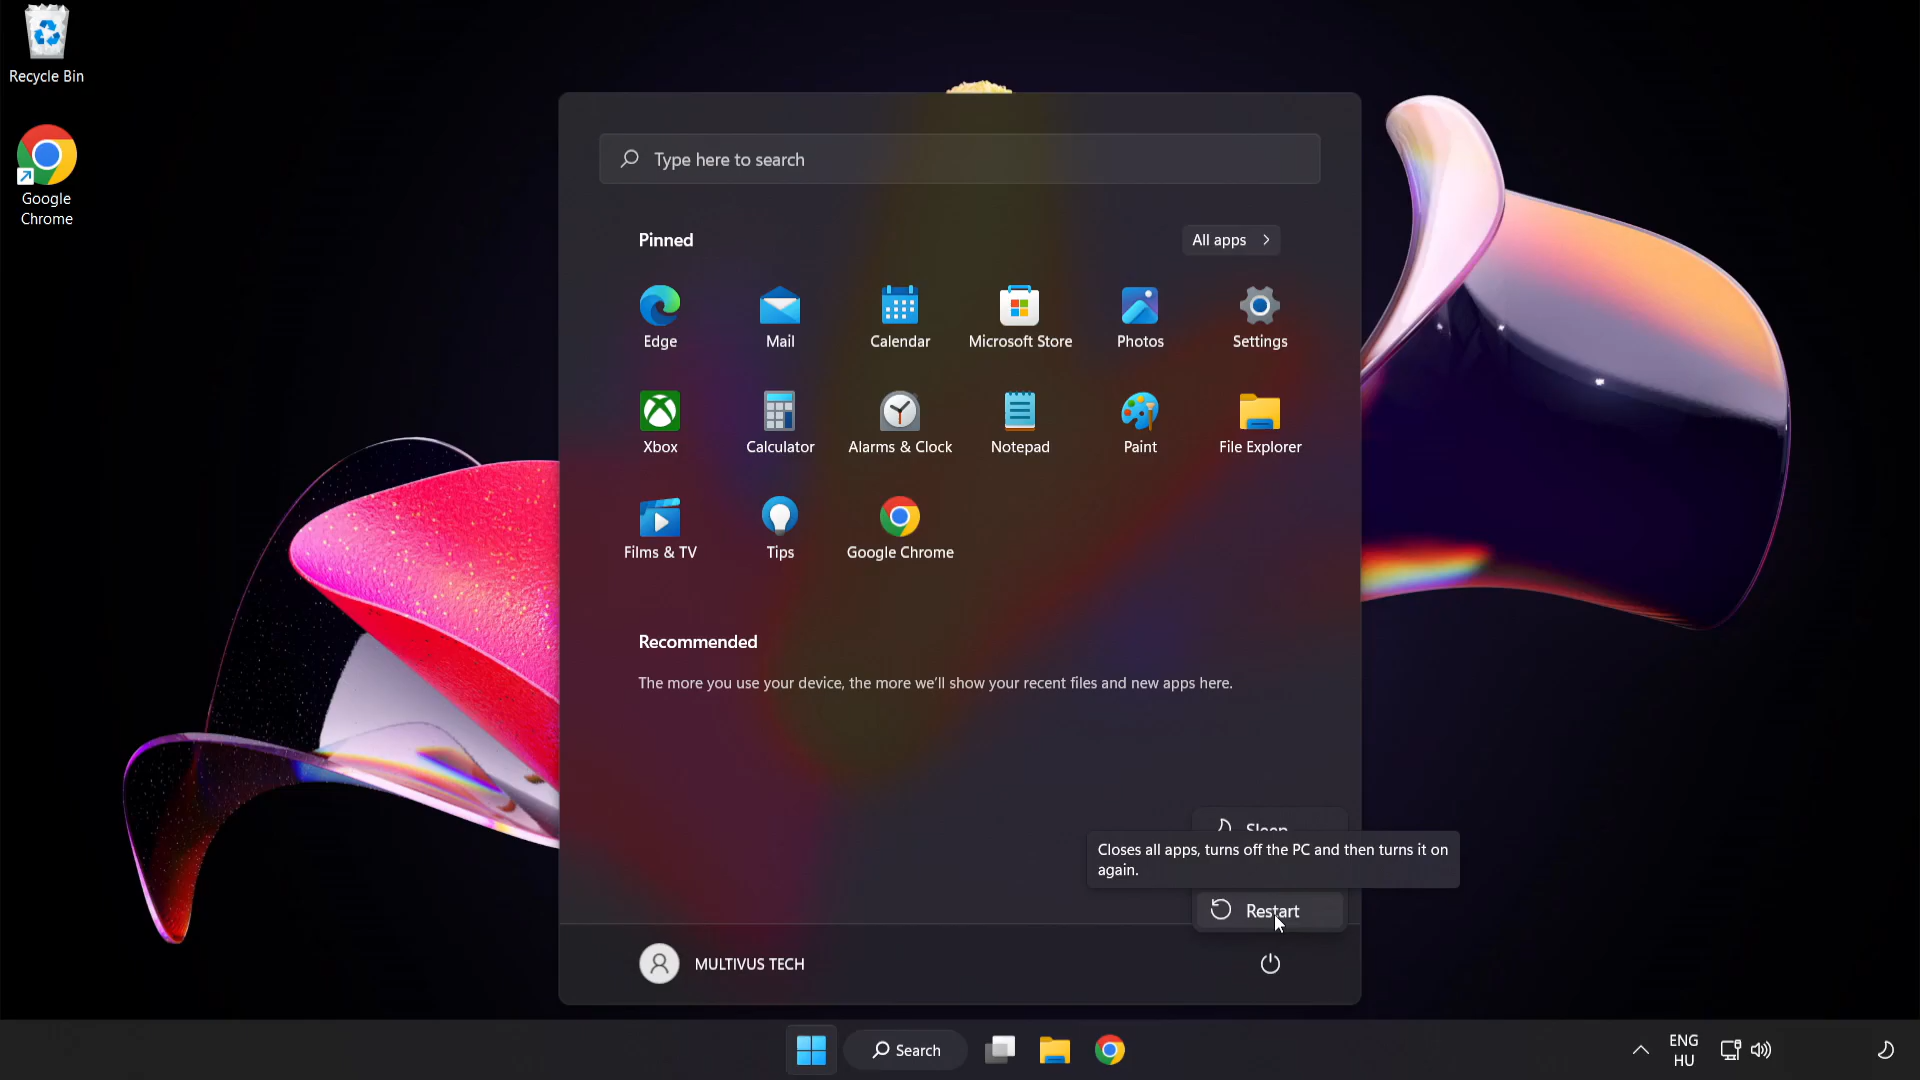 Recycle Bin
Google
Chrome
Type here to search
Pinned
All apps
Edge
Mail
Calendar
Microsoft Store
Photos
Settings
Xbox
Calculator
Alarms & Clock
Notepad
Paint
File Explorer
Films & TV
Tips
Google Chrome
Recommended
The more you use your device, the more we'll show your recent files and new apps here.
Sleep
Closes all apps, turns off the PC and then turns it on
again.
Restart
MULTIVUS TECH
Search
ENG
HU